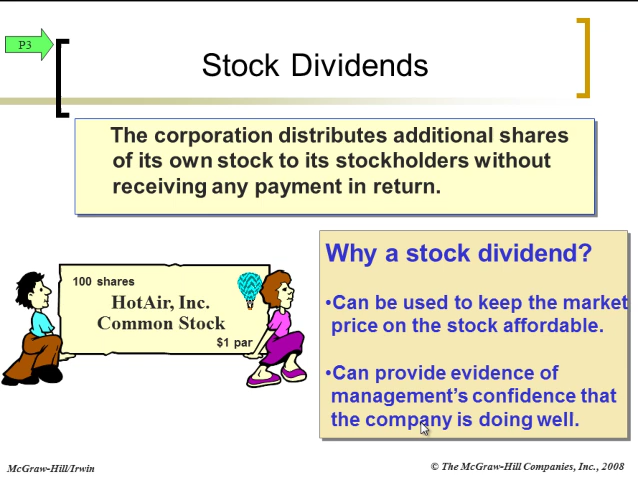 P3
Stock Dividends
The corporation distributes additional shares
of its own stock to its stockholders without
receiving any payment in return.
100 shares
HotAir, Inc.
Common Stock
$1 par
Why a stock dividend?
•Can be used to keep the market
price on the stock affordable.
•Can provide evidence of
management’s confidence that
the company is doing well.
McGraw-Hill/Irwin
© The McGraw-Hill Companies, Inc., 2008